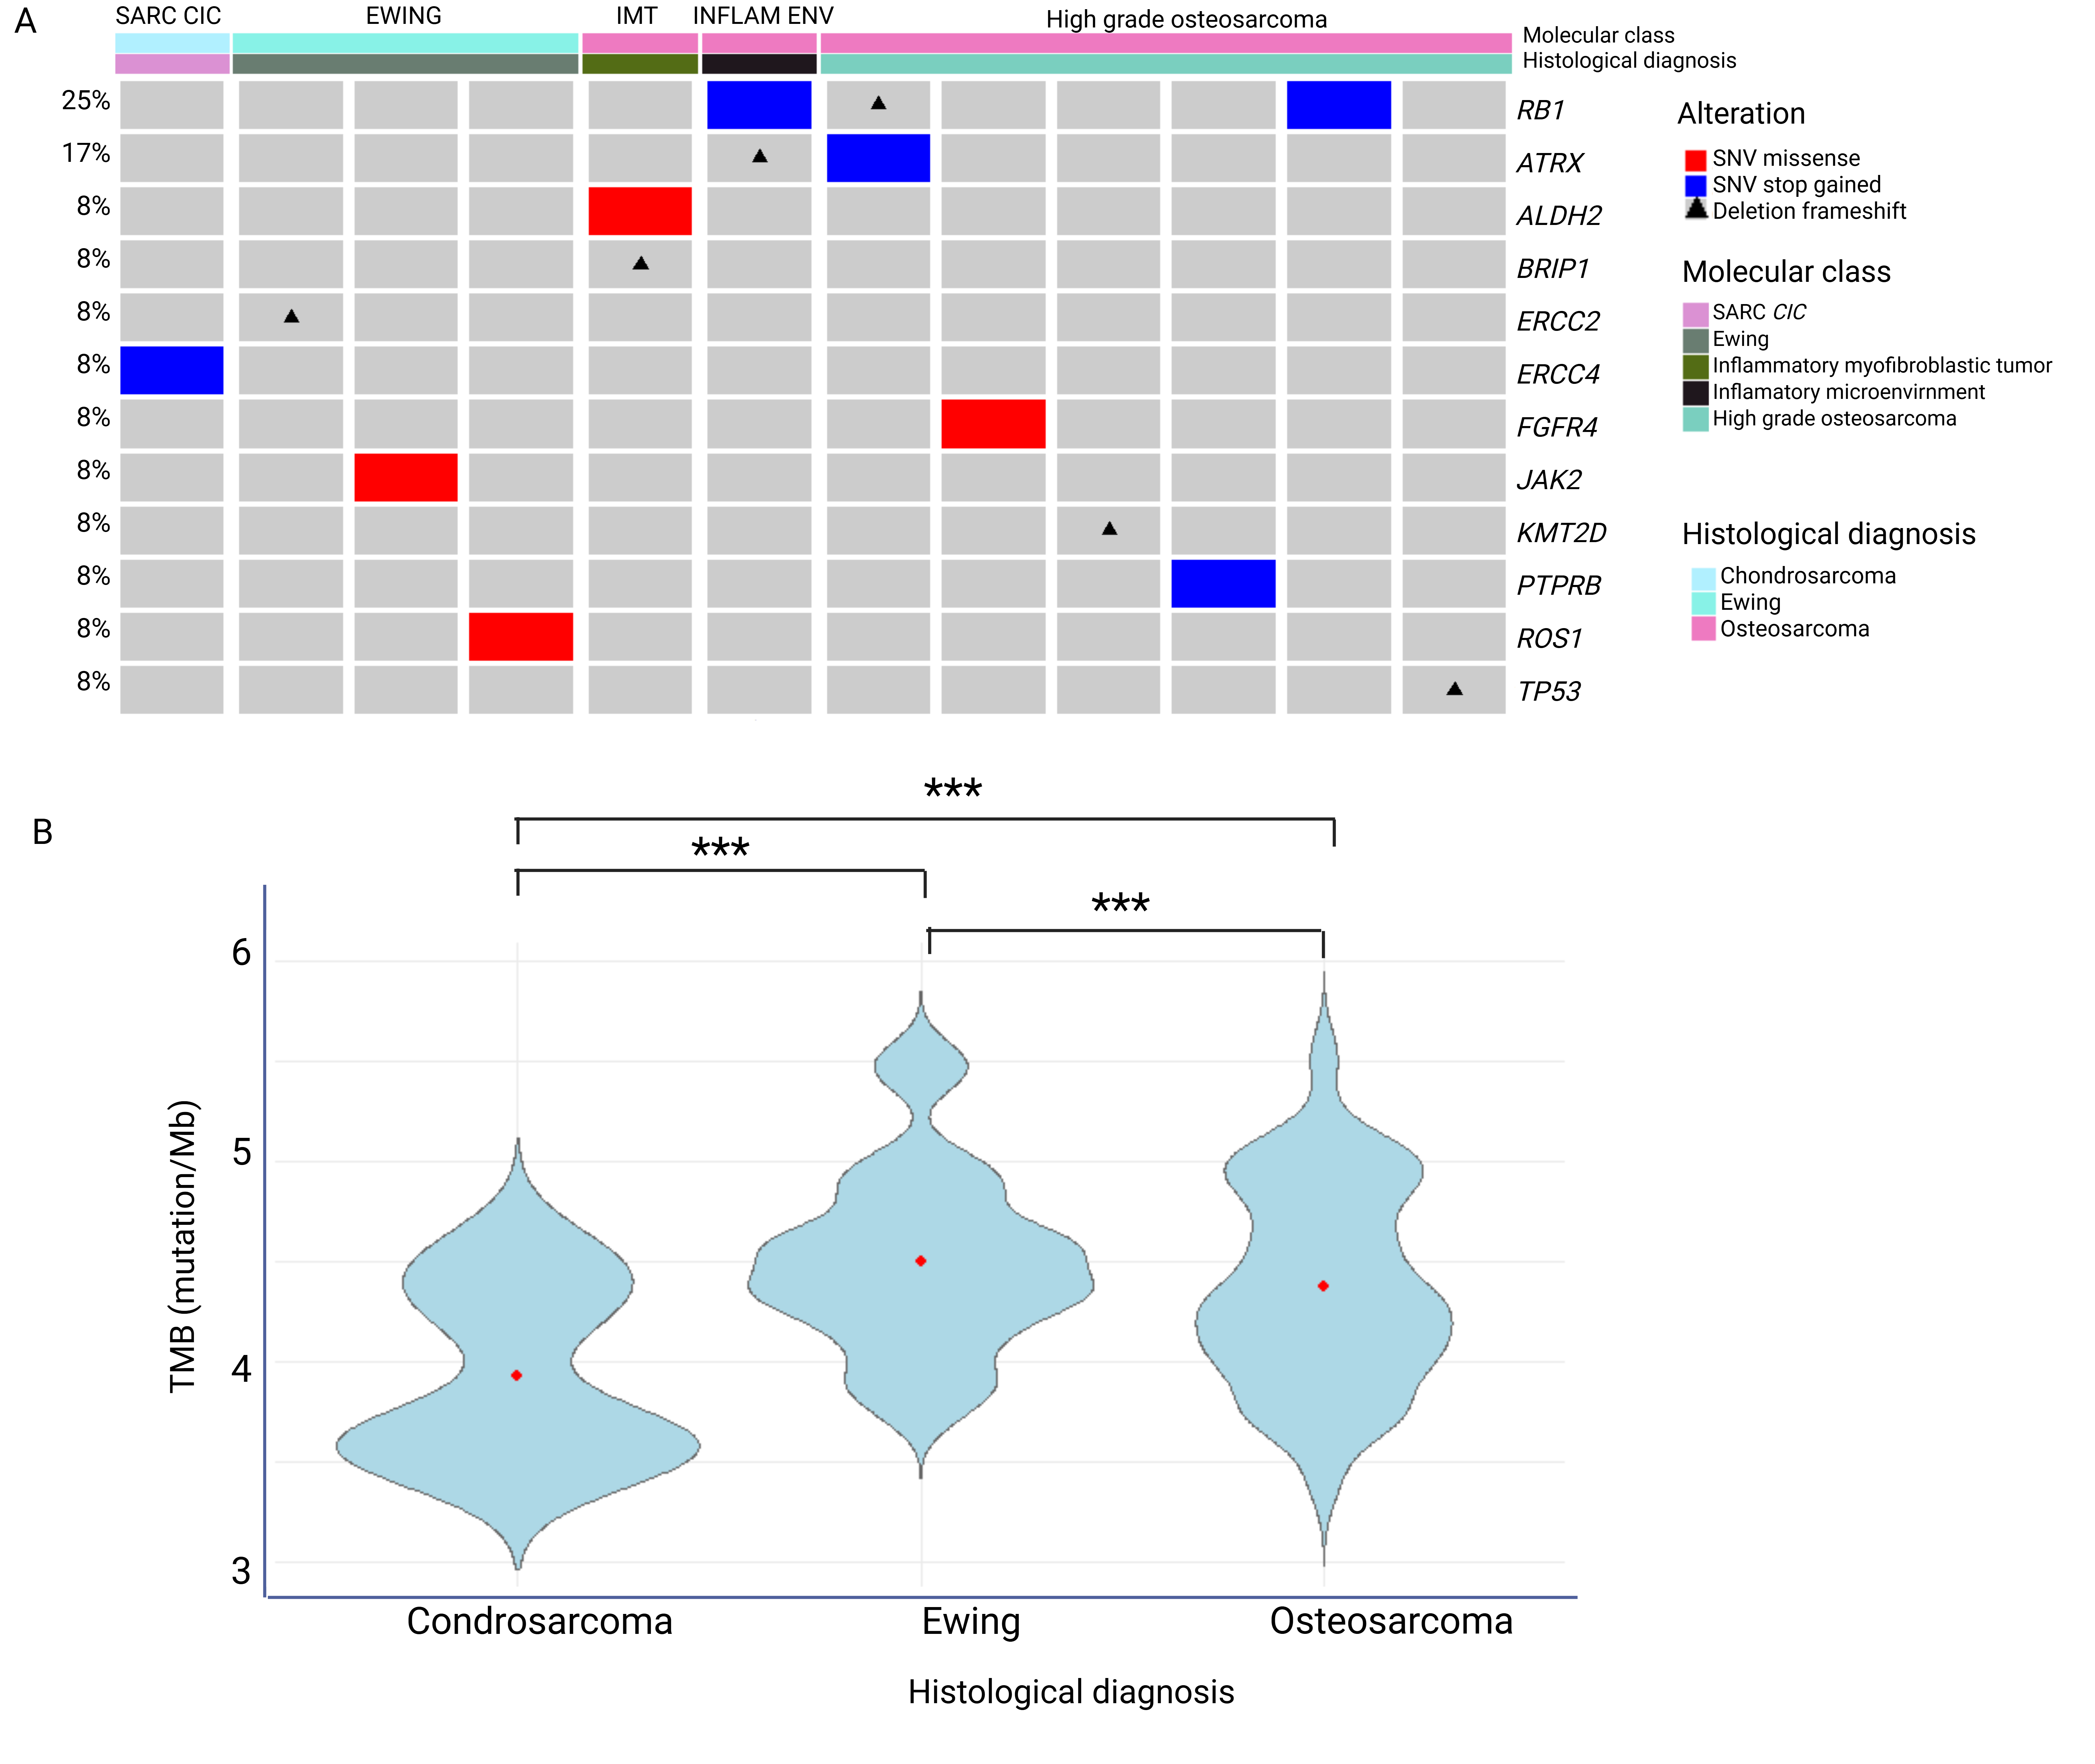 A
SARC CIC EWING IMT INFLAM ENV High grade osteosarcoma
Molecular class
Histological diagnosis
25% RB1
17% ATRX
8% ALDH2
8% BRIP1
8% ERCC2
8% ERCC4
8% FGFR4
8% JAK2
8% KMT2D
8% PTPRB
8% ROS1
8% TP53
Alteration
SNV missense
SNV stop gained
Deletion frameshift
Molecular class
SARC CIC
Ewing
Inflammatory myofibroblastic tumor
Inflamatory microenvirnment
High grade osteosarcoma
Histological diagnosis
Chondrosarcoma
Ewing
Osteosarcoma
B
***
***
***
6
5
4
3
TMB (mutation/Mb)
Condrosarcoma Ewing Osteosarcoma
Histological diagnosis